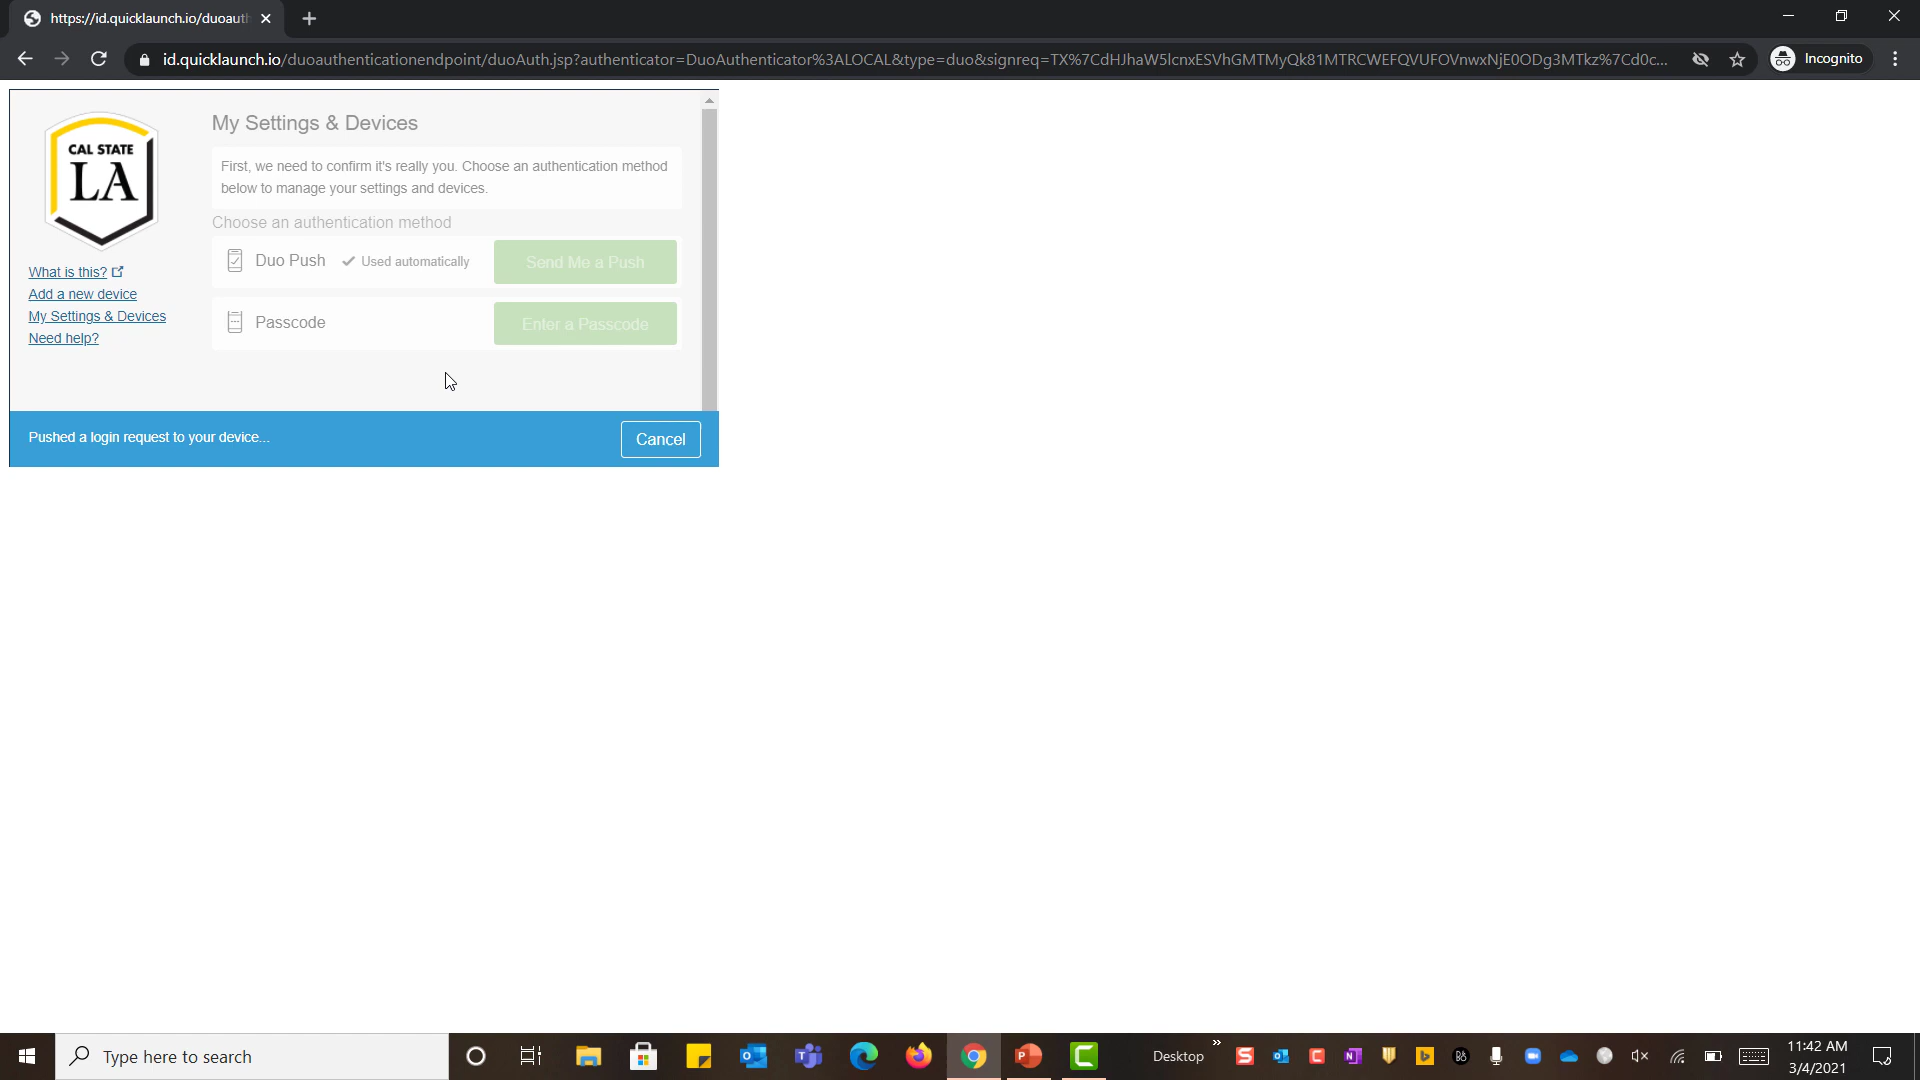 https://id.quicklaunch.io/duoauth
id.quicklaunch.io/duoauthenticationendpoint/duoAuth.jsp?authenticator=DuoAuthenticator%3ALOCAL&type=duo&signreq=TX%7CdHJhaW5lcnxESVhGMTMyQk81MTRCWEFQVUFOVnwxNjE0ODg3MTkz%7Cd0c...
Incognito
CAL STATE
LA
What is this?
Add a new device
My Settings & Devices
Need help?
My Settings & Devices
First, we need to confirm it's really you. Choose an authentication method
below to manage your settings and devices.
Choose an authentication method
Duo Push
Used automatically
Send Me a Push
Passcode
Enter a Passcode
Pushed a login request to your device...
Cancel
Type here to search
Desktop
11:42 AM
3/4/2021